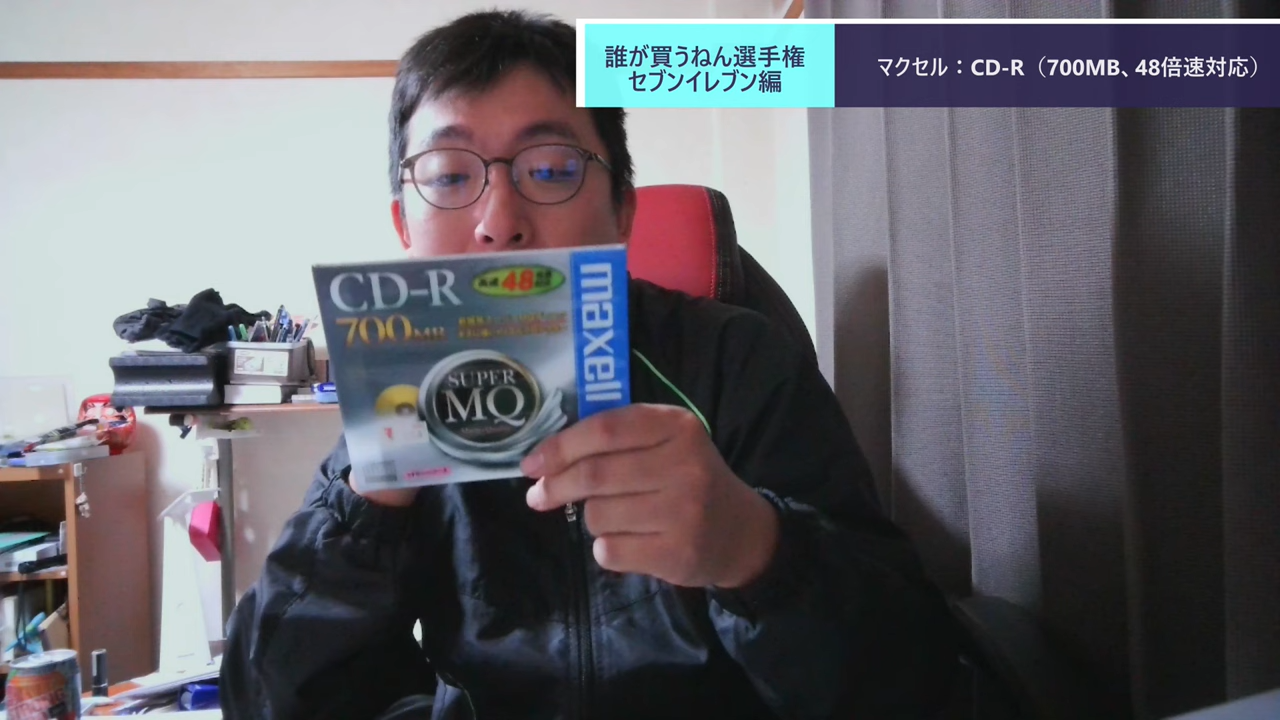 誰が買うねん選手権
セブンイレブン編
マクセル：CD-R（700MB、48倍速対応）
CD-R
48
700MB
maxell
SUPER
MQ